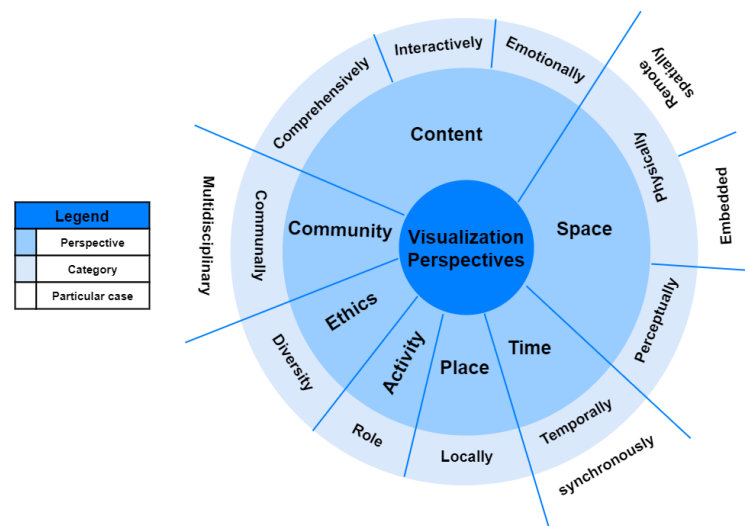 Legend
Perspective
Category
Particular case
Visualization
Perspectives
Content
Space
Time
Place
Activity
Ethics
Community
Comprehensively
Interactively
Emotionally
Physically
Perceptually
Temporally
Locally
Role
Diversity
Communally
Remote
spatially
Embedded
synchronously
Multidisciplinary